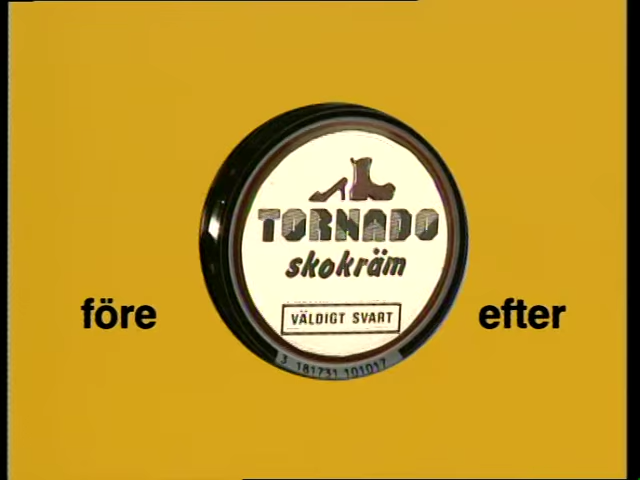 TORNADO
skokräm
VÄLDIGT SVART
3 181731 101017
före
efter